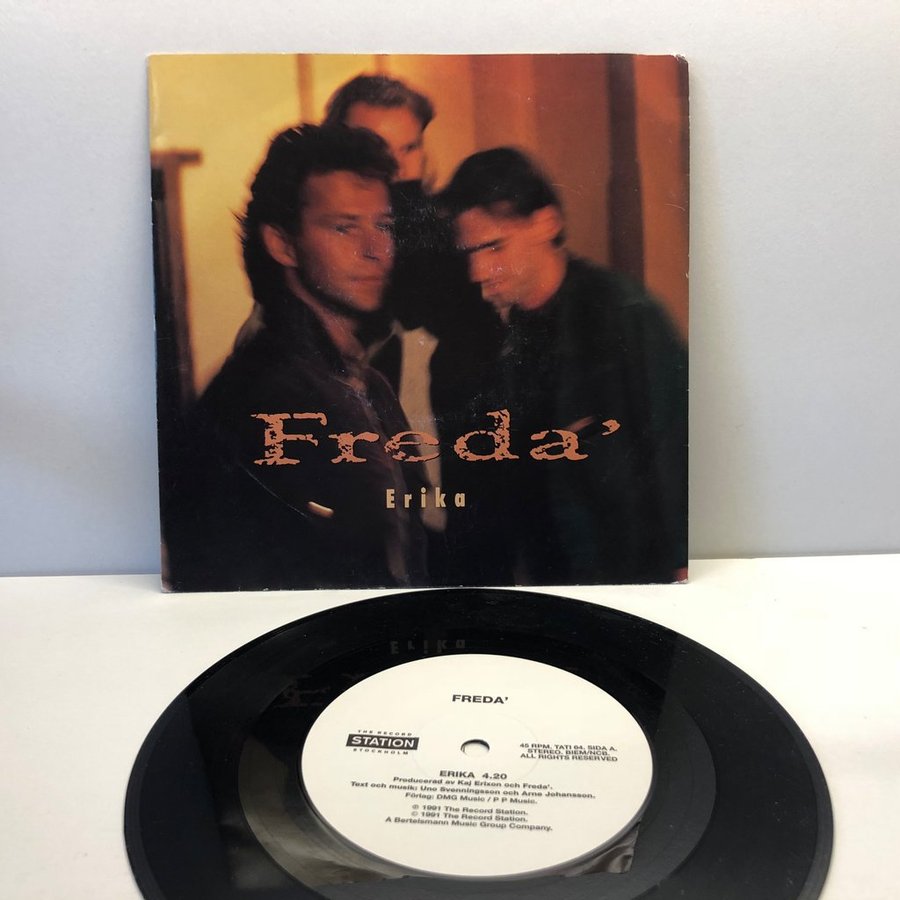 Freda'
Erika
FREDA'
THE RECORD
STATION
STOCKHOLM
45 RPM. TATI 64. SIDA A.
STEREO. BIEM/NCB.
ALL RIGHTS RESERVED
ERIKA 4.20
Producerad av Kaj Erixon och Freda'.
Text och musik: Uno Svenningsson och Arne Johansson.
Förlag: DMG Music / P P Music.
℗ 1991 The Record Station.
© 1991 The Record Station.
A Bertelsmann Music Group Company.